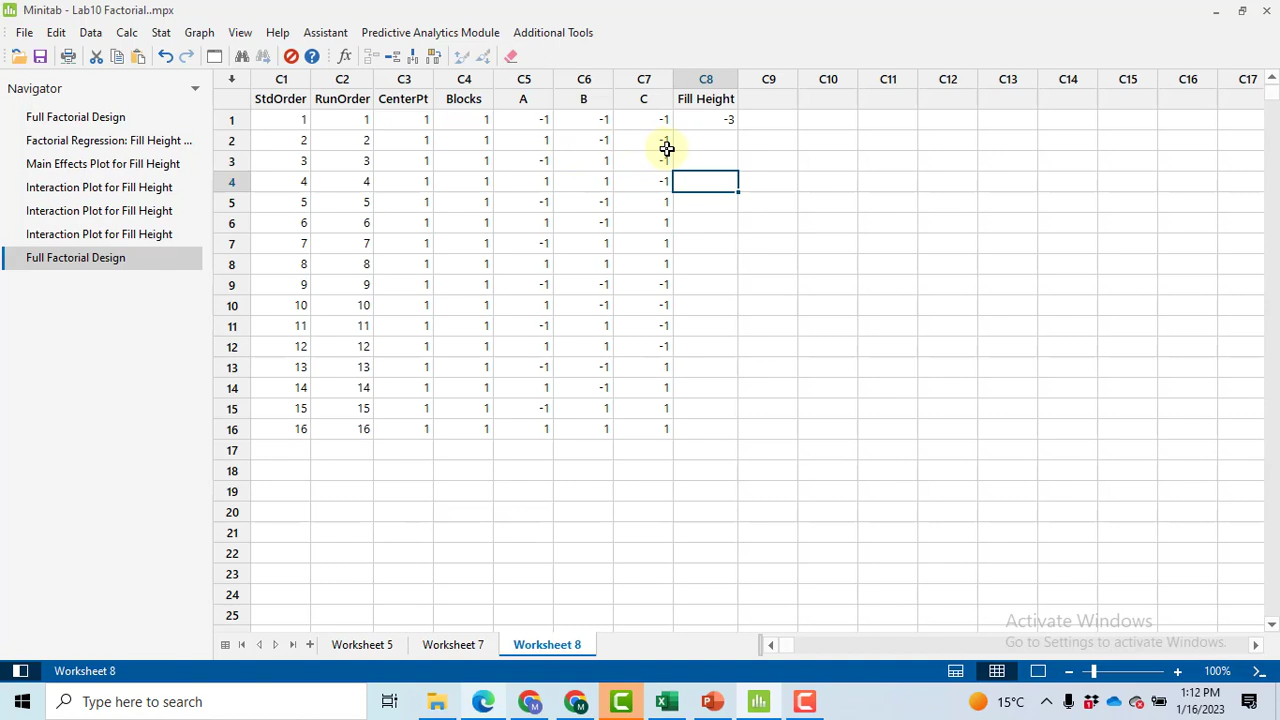 Minitab - Lab10 Factorial..mpx
File Edit Data Calc Stat Graph View Help Assistant Predictive Analytics Module Additional Tools
Navigator
Full Factorial Design
Factorial Regression: Fill Height ...
Main Effects Plot for Fill Height
Interaction Plot for Fill Height
Interaction Plot for Fill Height
Interaction Plot for Fill Height
Full Factorial Design
C1 C2 C3 C4 C5 C6 C7 C8 C9 C10 C11 C12 C13 C14 C15 C16 C17
StdOrder RunOrder CenterPt Blocks A B C Fill Height
1 1 1 1 1 -1 -1 -1 -3
2 2 2 1 1 1 -1 -1
3 3 3 1 1 -1 1 -1
4 4 4 1 1 1 1 -1
5 5 5 1 1 -1 -1 1
6 6 6 1 1 1 -1 1
7 7 7 1 1 -1 1 1
8 8 8 1 1 1 1 1
9 9 9 1 1 -1 -1 -1
10 10 10 1 1 1 -1 -1
11 11 11 1 1 -1 1 -1
12 12 12 1 1 1 1 -1
13 13 13 1 1 -1 -1 1
14 14 14 1 1 1 -1 1
15 15 15 1 1 -1 1 1
16 16 16 1 1 1 1 1
17
18
19
20
21
22
23
24
25
Activate Windows
Go to Settings to activate Windows.
Worksheet 5 Worksheet 7 Worksheet 8
Worksheet 8 100%
Type here to search
15°C
1:12 PM
1/16/2023